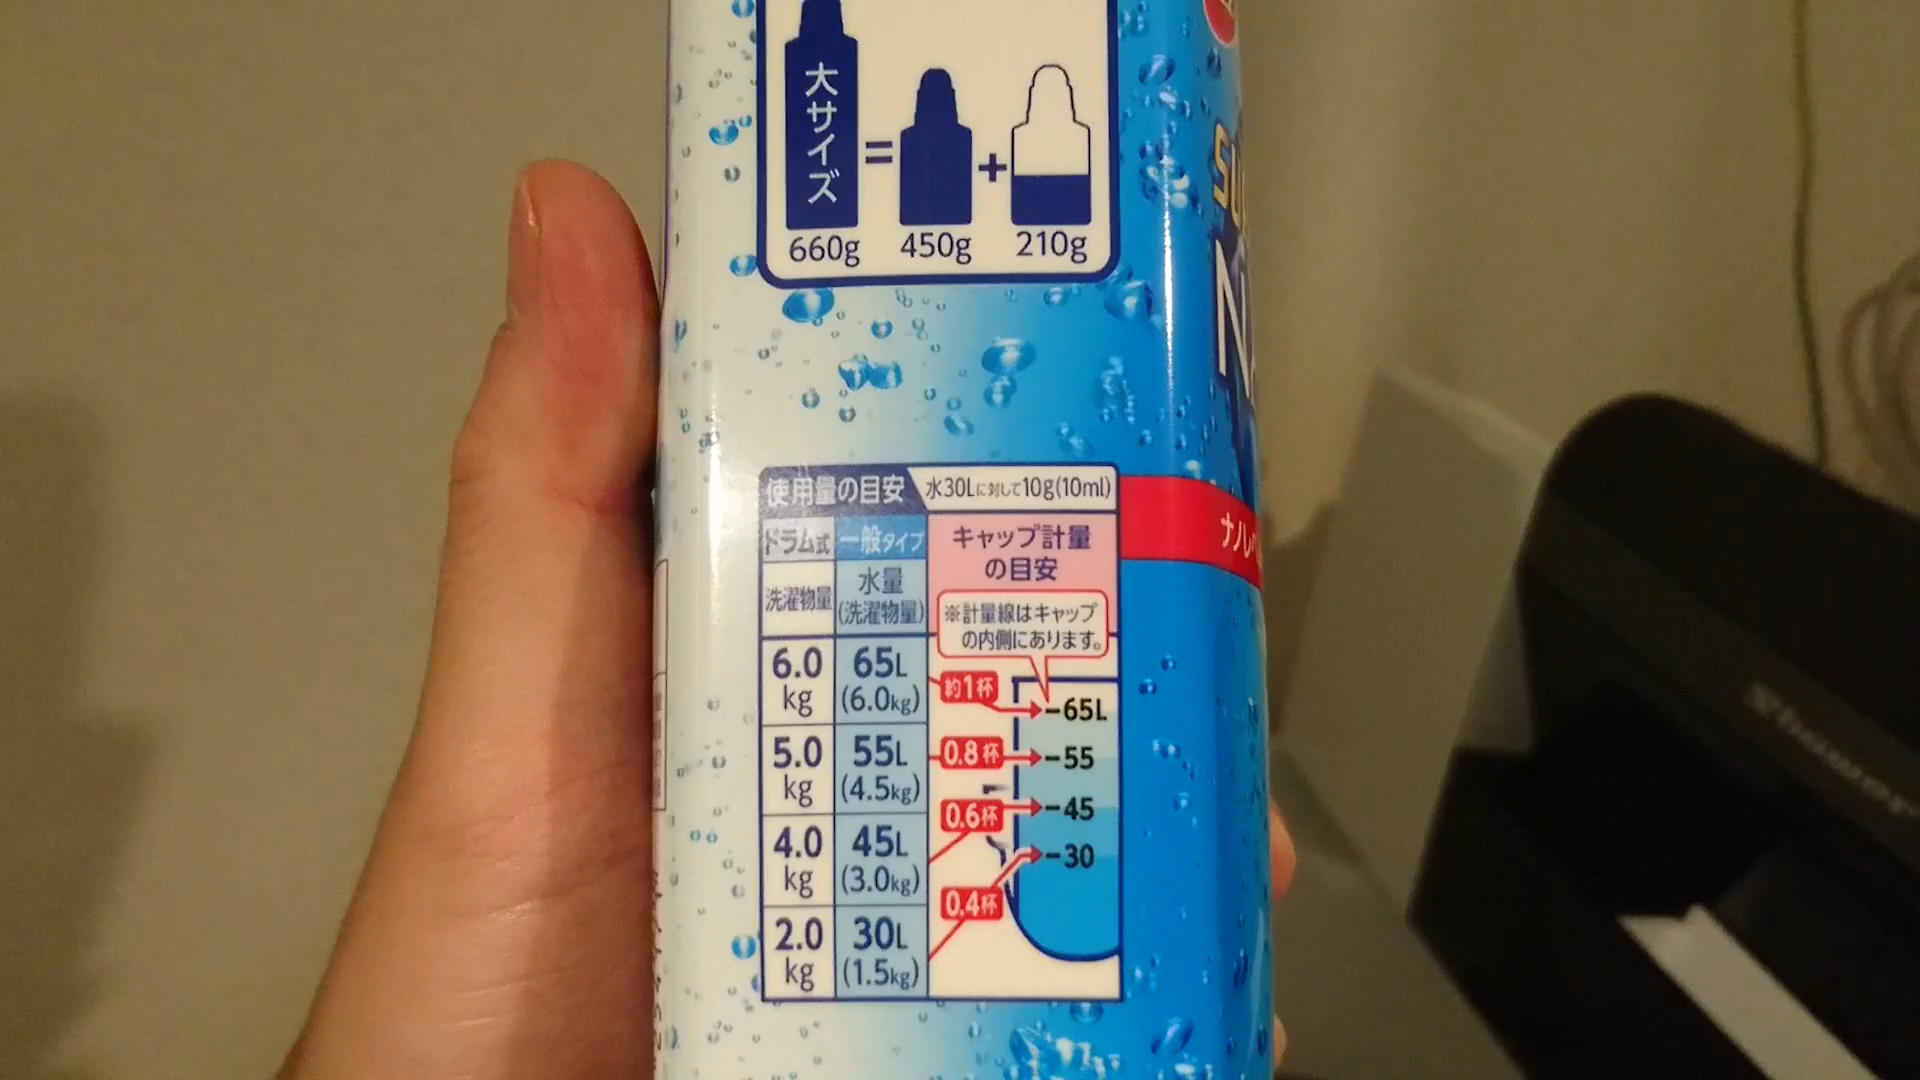 大サイズ
=
+
660g 450g 210g
使用量の目安 水30Lに対して10g(10ml)
ドラム式 一般タイプ キャップ計量
の目安
洗濯物量 水量
(洗濯物量)
※計量線はキャップ
の内側にあります。
6.0
kg
65L
(6.0kg)
約1杯
-65L
5.0
kg
55L
(4.5kg)
0.8杯
-55
4.0
kg
45L
(3.0kg)
0.6杯
-45
2.0
kg
30L
(1.5kg)
0.4杯
-30